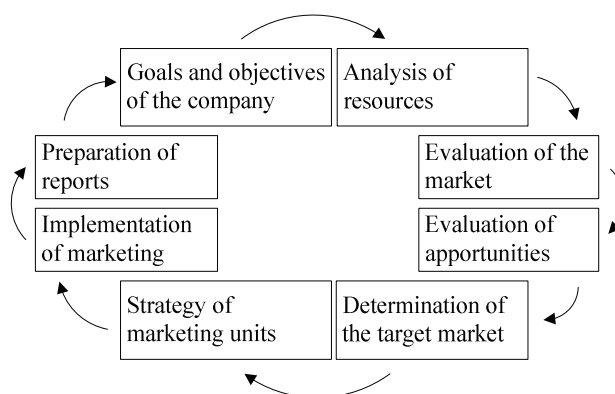 Goals and objectives
of the company
Analysis of
resources
Evaluation of the
market
Evaluation of
apportunities
Determination of
the target market
Strategy of
marketing units
Implementation
of marketing
Preparation of
reports